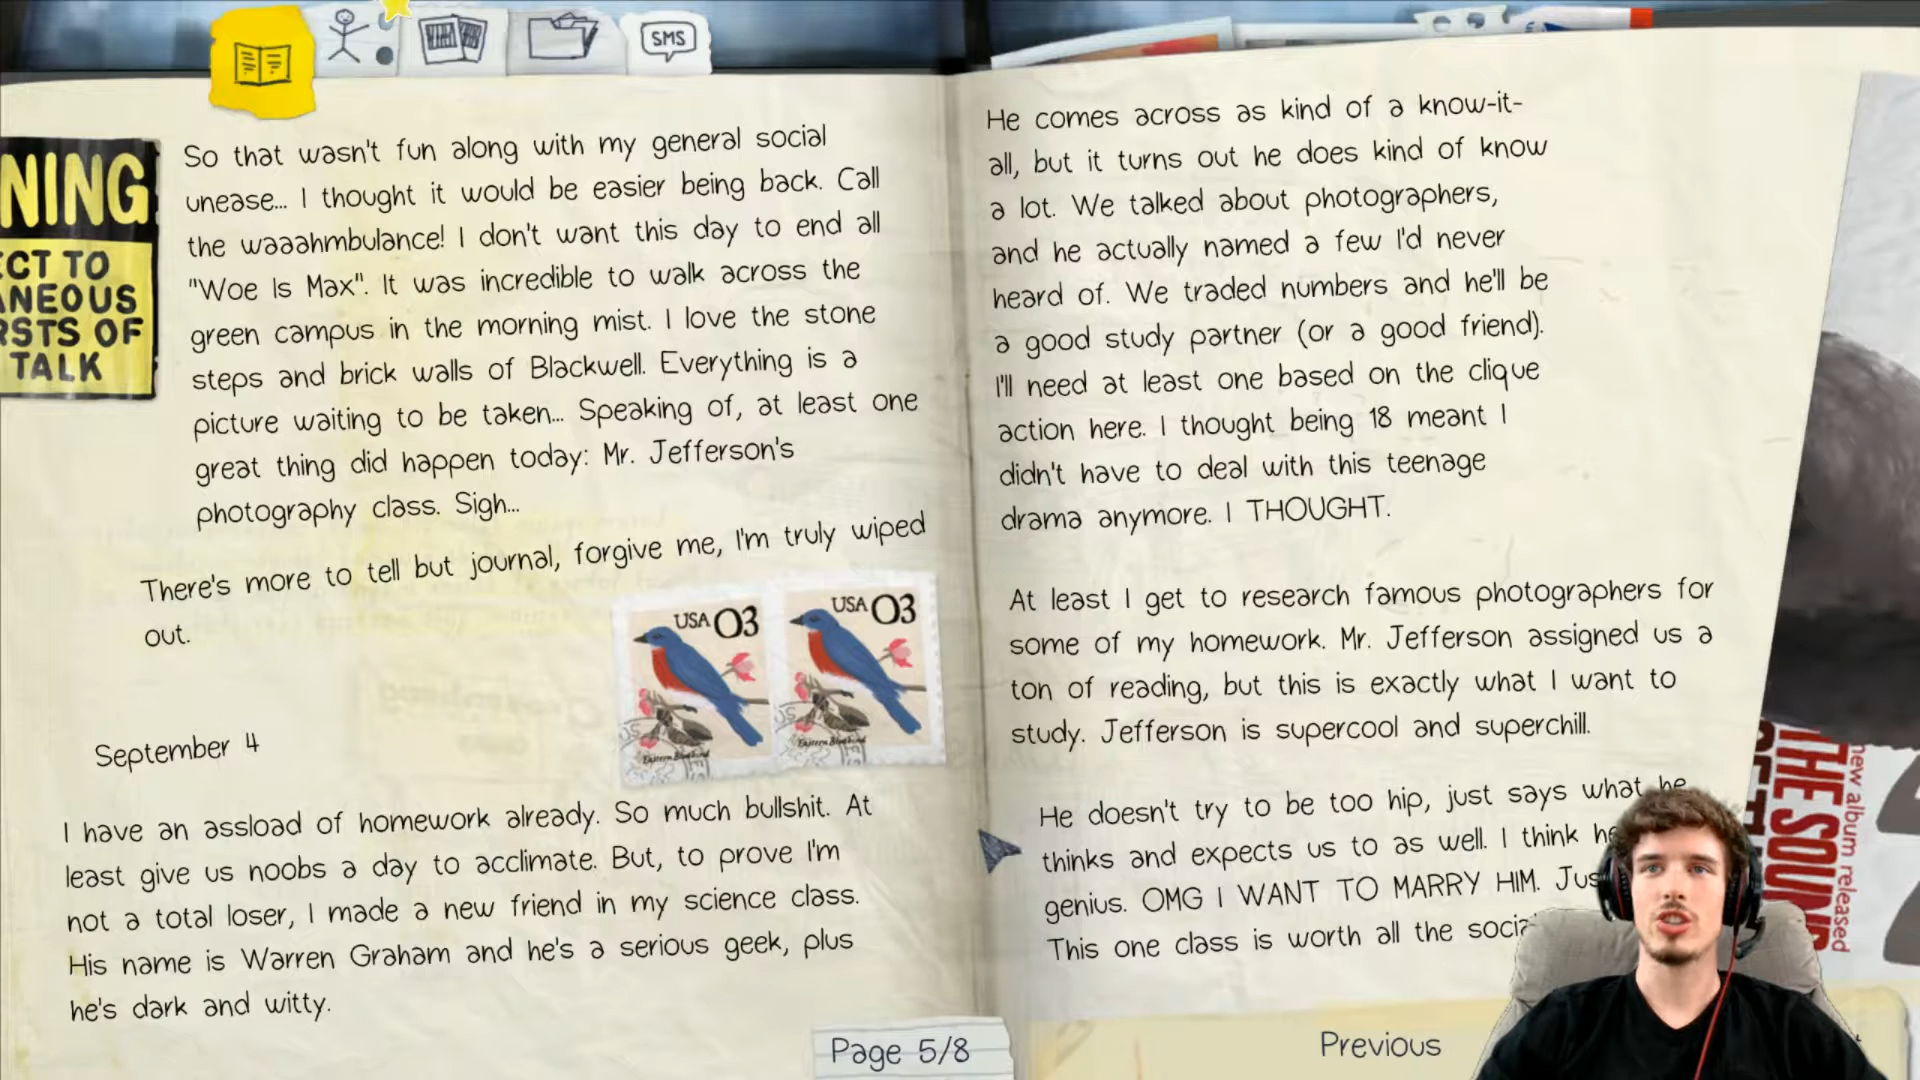 SMS
NING
ECT TO
ANEOUS
RSTS OF
TALK
So that wasn't fun along with my general social
unease... I thought it would be easier being back. Call
the waaahmbulance! I don't want this day to end all
"Woe Is Max". It was incredible to walk across the
green campus in the morning mist. I love the stone
steps and brick walls of Blackwell. Everything is a
picture waiting to be taken... Speaking of, at least one
great thing did happen today: Mr. Jefferson's
photography class. Sigh...
There's more to tell but journal, forgive me, I'm truly wiped
out.
USA 03
USA 03
Eastern Bluebird
Eastern Bluebird
September 4
I have an assload of homework already. So much bullshit. At
least give us noobs a day to acclimate. But, to prove I'm
not a total loser, I made a new friend in my science class.
His name is Warren Graham and he's a serious geek, plus
he's dark and witty.
Page 5/8
He comes across as kind of a know-it-
all, but it turns out he does kind of know
a lot. We talked about photographers,
and he actually named a few I'd never
heard of. We traded numbers and he'll be
a good study partner (or a good friend).
I'll need at least one based on the clique
action here. I thought being 18 meant I
didn't have to deal with this teenage
drama anymore. I THOUGHT.
At least I get to research famous photographers for
some of my homework. Mr. Jefferson assigned us a
ton of reading, but this is exactly what I want to
study. Jefferson is supercool and superchill.
He doesn't try to be too hip, just says what he
thinks and expects us to as well. I think he
genius. OMG I WANT TO MARRY HIM. Jus
This one class is worth all the socia
Previous
new album released
THE SOUN